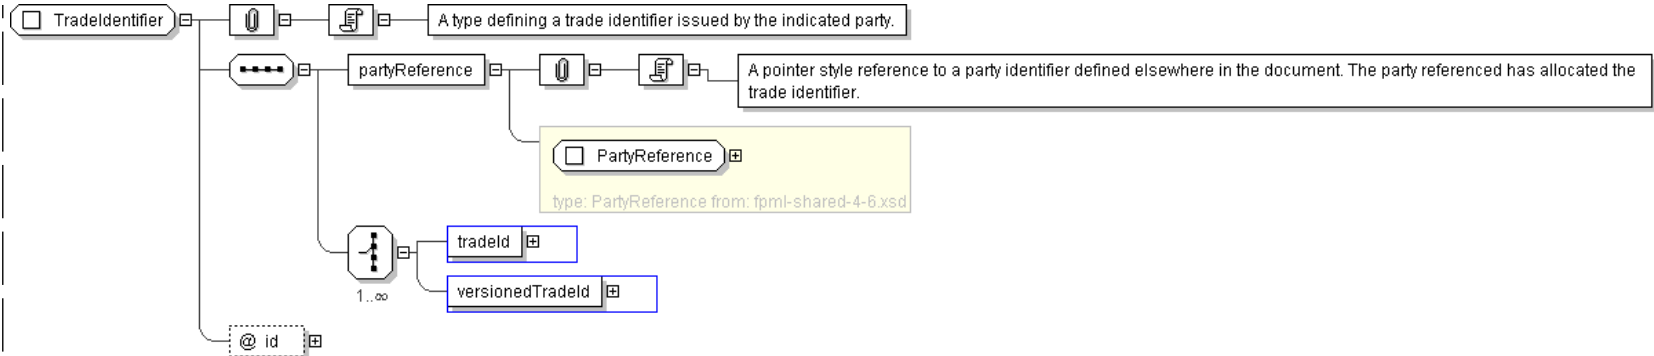 TradeIdentifier
A type defining a trade identifier issued by the indicated party.
partyReference
A pointer style reference to a party identifier defined elsewhere in the document. The party referenced has allocated the
trade identifier.
PartyReference
type: PartyReference from: fpml-shared-4-6.xsd
tradeId
versionedTradeId
1..∞
@ id